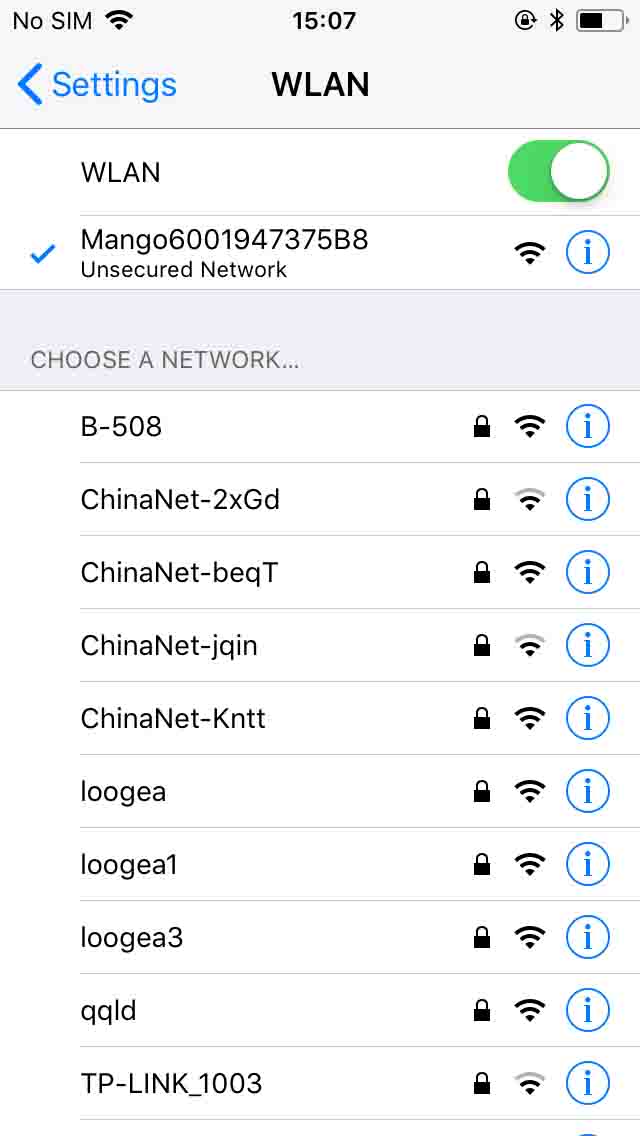 No SIM 15:07
Settings WLAN
WLAN
Mango6001947375B8
Unsecured Network
CHOOSE A NETWORK...
B-508
ChinaNet-2xGd
ChinaNet-beqT
ChinaNet-jqin
ChinaNet-Kntt
loogea
loogea1
loogea3
qqld
TP-LINK_1003